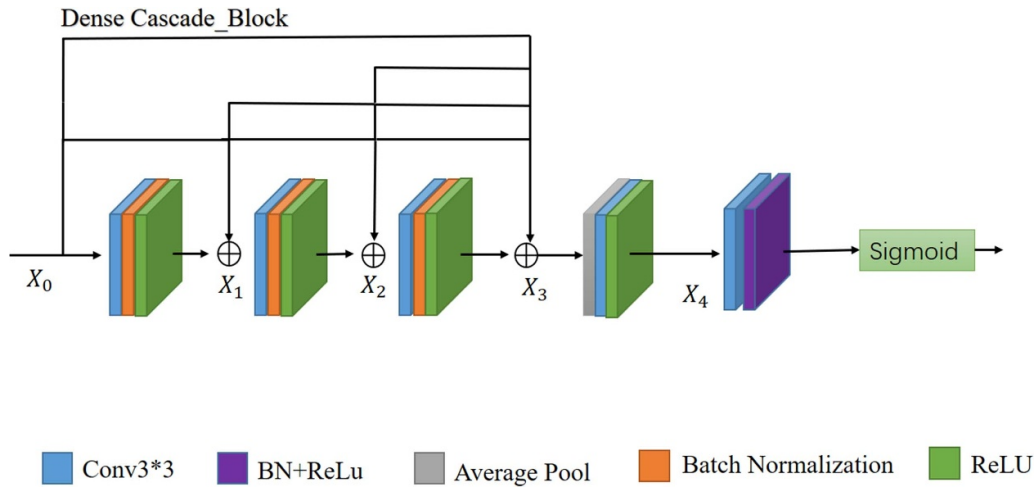 Dense Cascade_Block
X₀
X₁
X₂
X₃
X₄
Sigmoid
Conv3*3
BN+ReLu
Average Pool
Batch Normalization
ReLU